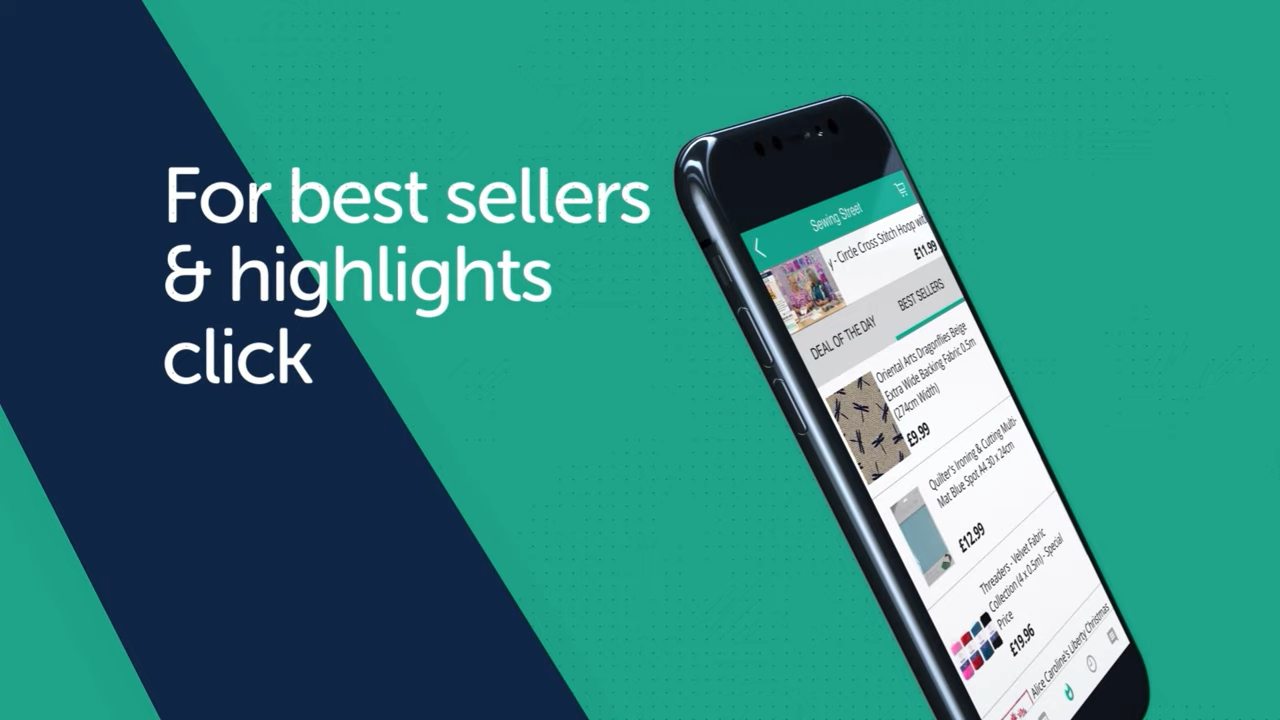 For best sellers
& highlights
click
Sewing Street
y - Circle Cross Stitch Hoop wit
£11.99
DEAL OF THE DAY
BEST SELLERS
Oriental Arts Dragonflies Beige
Extra Wide Backing Fabric 0.5m
(274cm Width)
£9.99
Quilter's Ironing & Cutting Multi-
Mat Blue Spot A4 30 x 24cm
£12.99
Threaders - Velvet Fabric
Collection (4 x 0.5m) - Special
Price
£19.96
Alice Caroline's Liberty Christmas